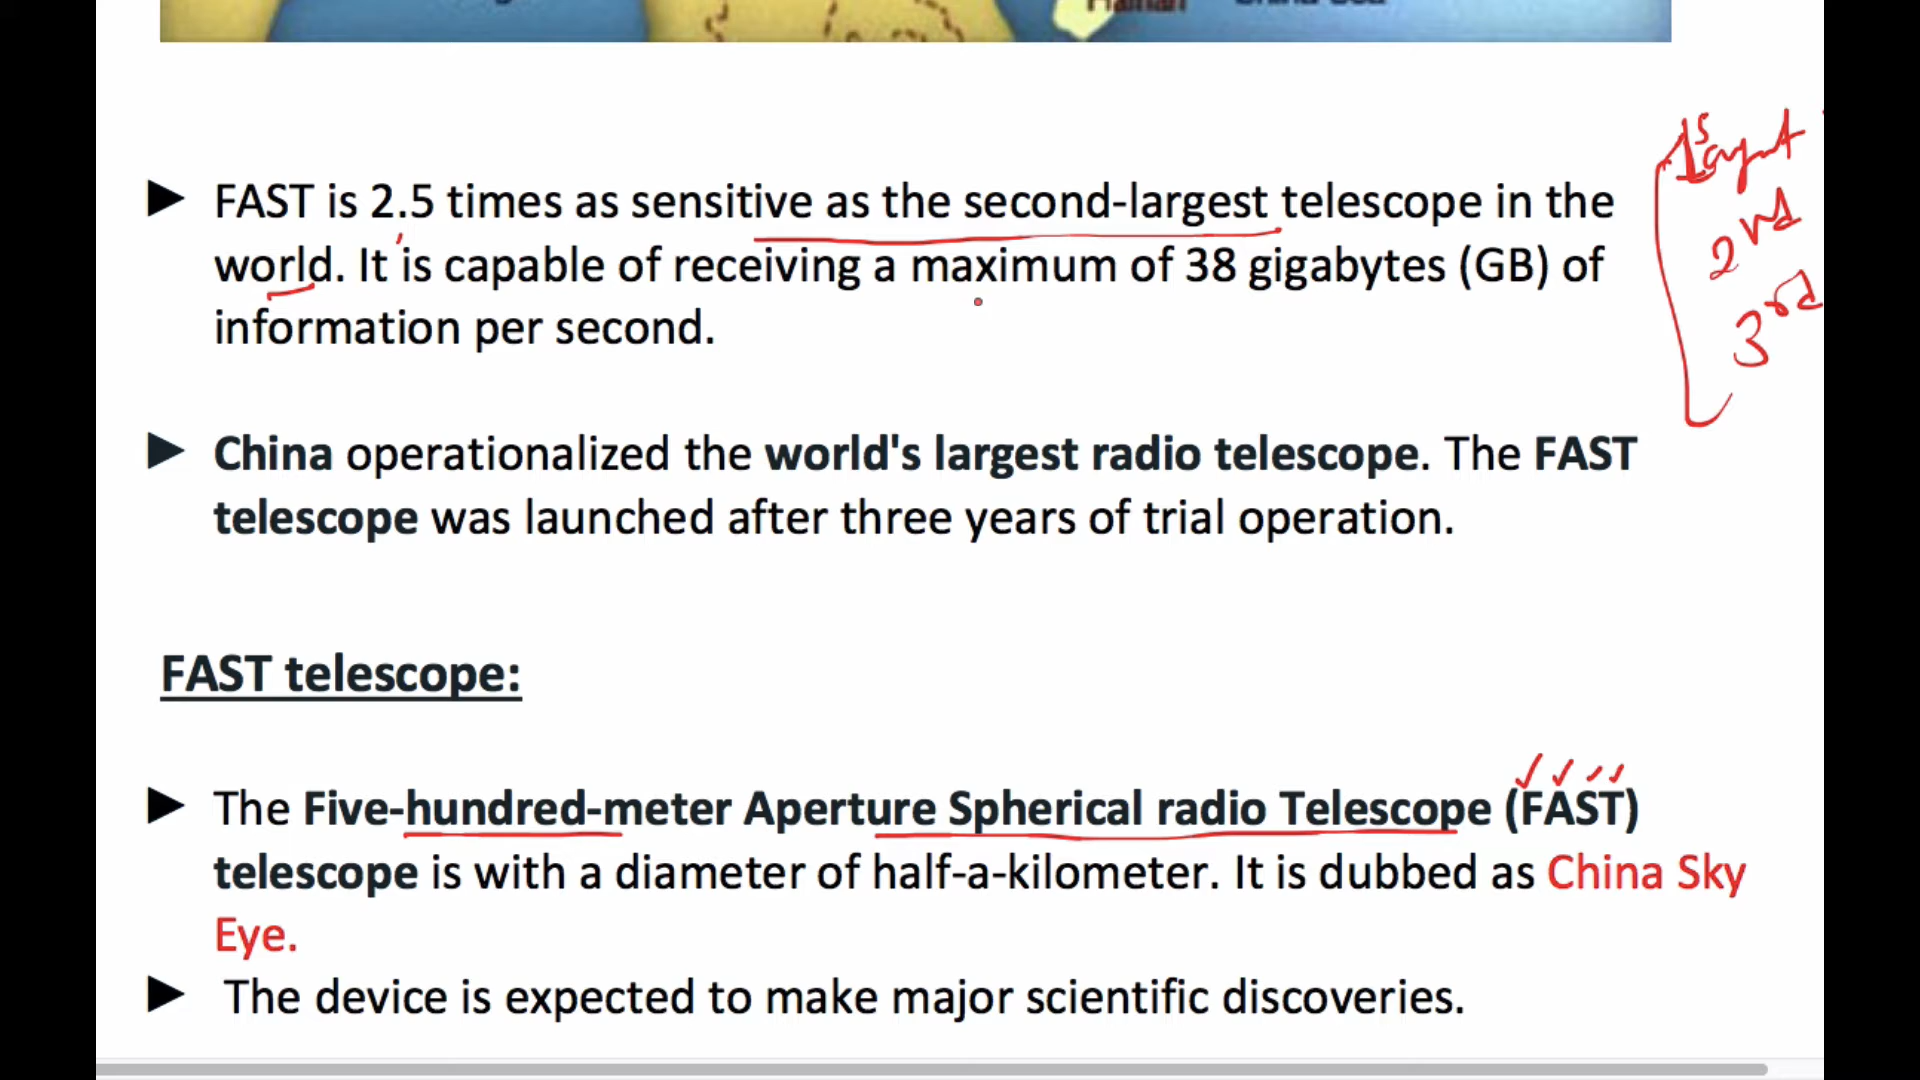 FAST is 2.5 times as sensitive as the second-largest telescope in the
world. It is capable of receiving a maximum of 38 gigabytes (GB) of
information per second.
2rd
3rd
China operationalized the world's largest radio telescope. The FAST
telescope was launched after three years of trial operation.
FAST telescope:
The Five-hundred-meter Aperture Spherical radio Telescope (FAST)
telescope is with a diameter of half-a-kilometer. It is dubbed as China Sky
Eye.
The device is expected to make major scientific discoveries.